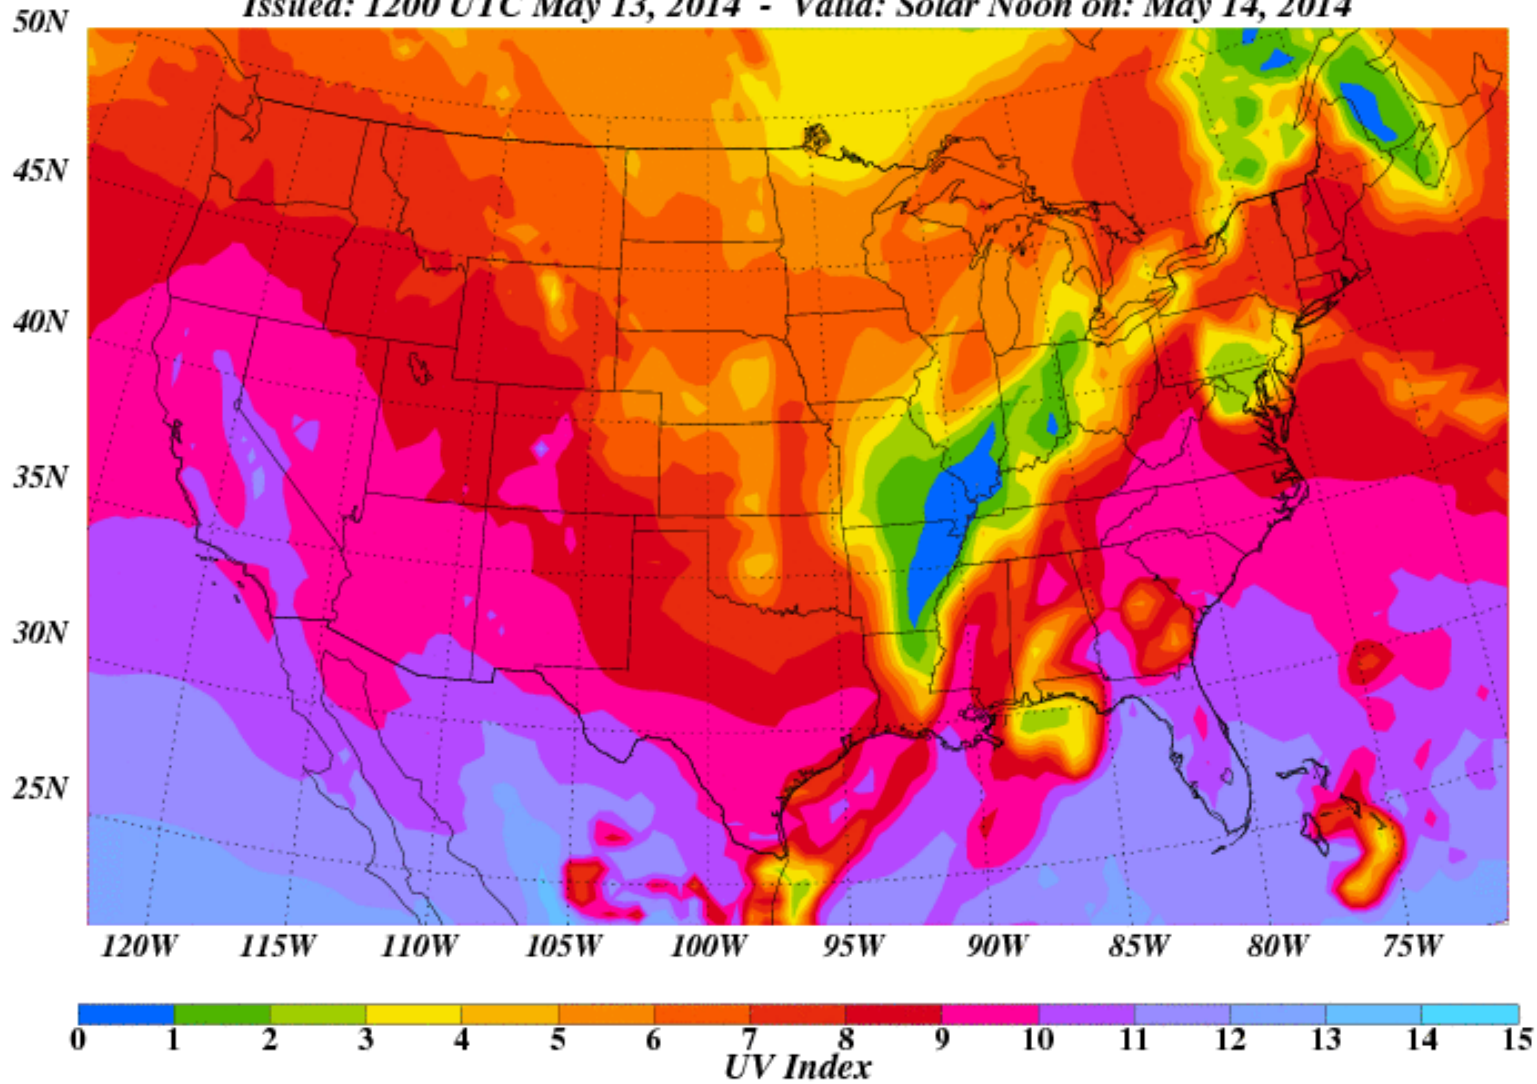 Issued: 1200 UTC May 13, 2014 - Valid: Solar Noon on: May 14, 2014
50N
45N
40N
35N
30N
25N
120W 115W 110W 105W 100W 95W 90W 85W 80W 75W
0 1 2 3 4 5 6 7 8 9 10 11 12 13 14 15
UV Index